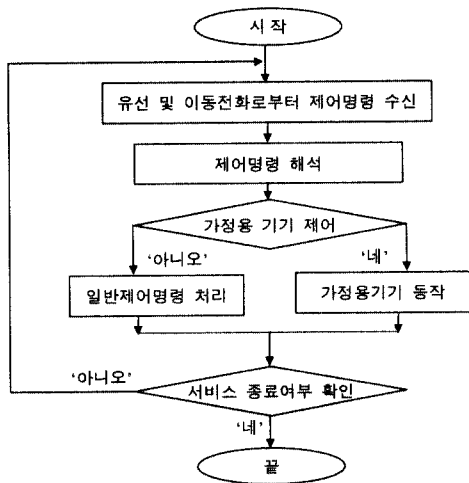 시작
유선 및 이동전화로부터 제어명령 수신
제어명령 해석
가정용 기기 제어
'아니오'
'네'
일반제어명령 처리
가정용기기 동작
'아니오'
서비스 종료여부 확인
'네'
끝